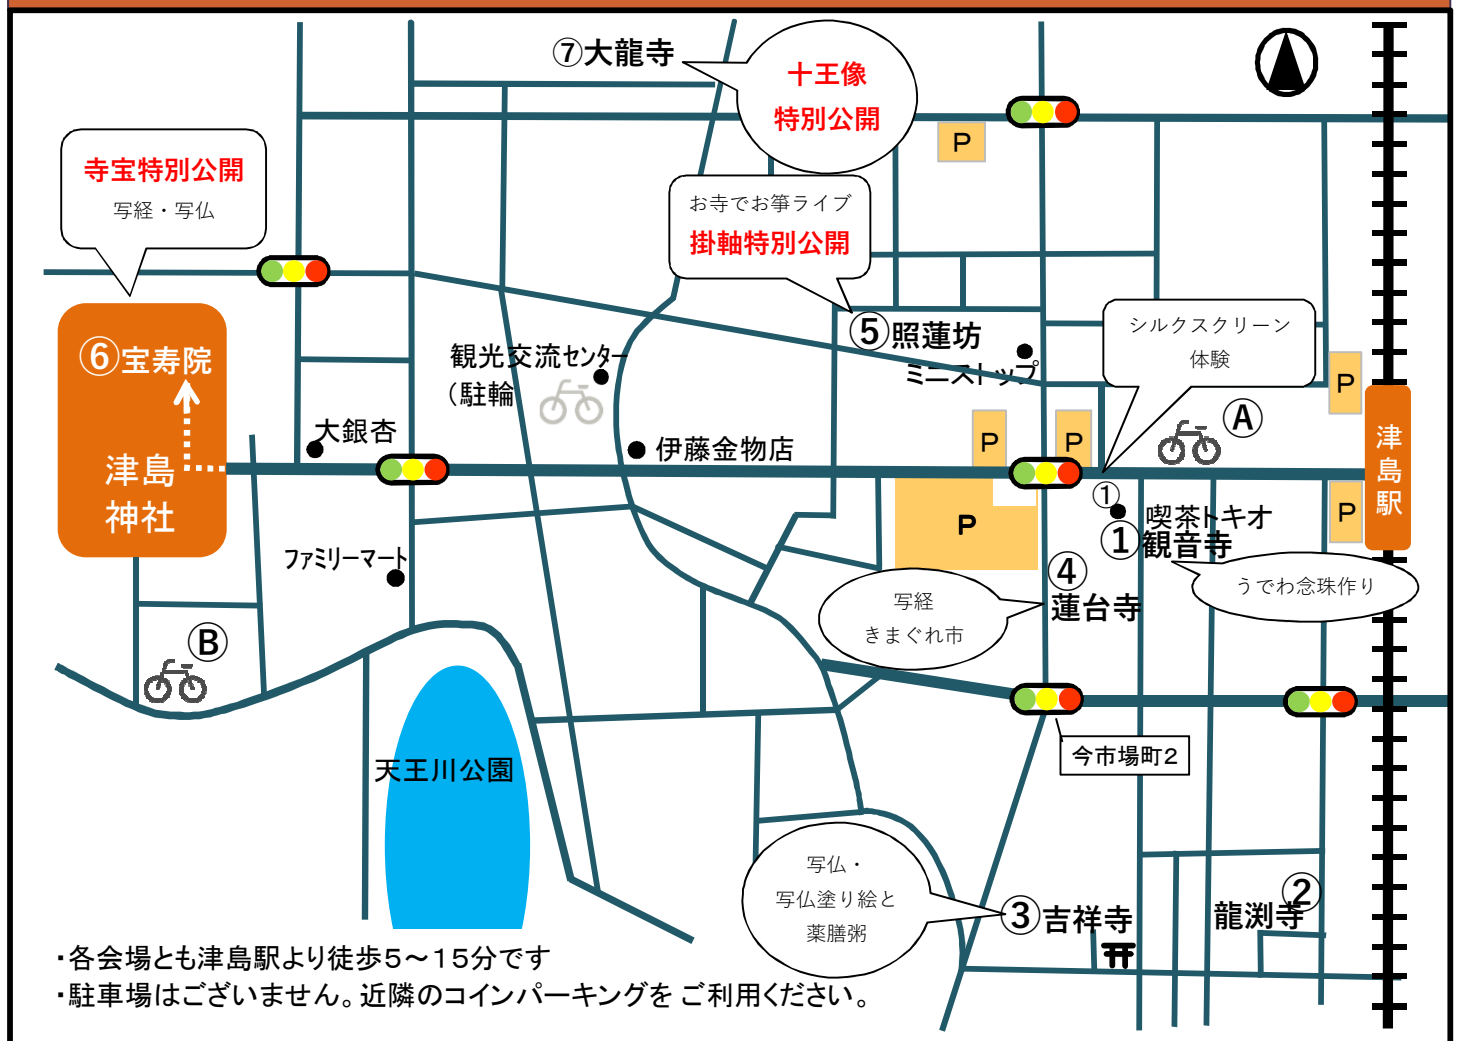 ⑦大龍寺
十王像
特別公開
P
寺宝特別公開
写経・写仏
お寺でお箏ライブ
掛軸特別公開
⑤照蓮坊
ミニストップ
シルクスクリーン
体験
⑥宝寿院
観光交流センター
(駐輪
P
Ⓐ
大銀杏
伊藤金物店
P
P
津島
神社
津島駅
①
喫茶トキオ
①観音寺
P
P
ファミリーマート
④
蓮台寺
うでわ念珠作り
写経
きまぐれ市
Ⓑ
今市場町2
天王川公園
写仏・
写仏塗り絵と
薬膳粥
③吉祥寺
②
龍渕寺
・各会場とも津島駅より徒歩5～15分です
・駐車場はございません。近隣のコインパーキングをご利用ください。